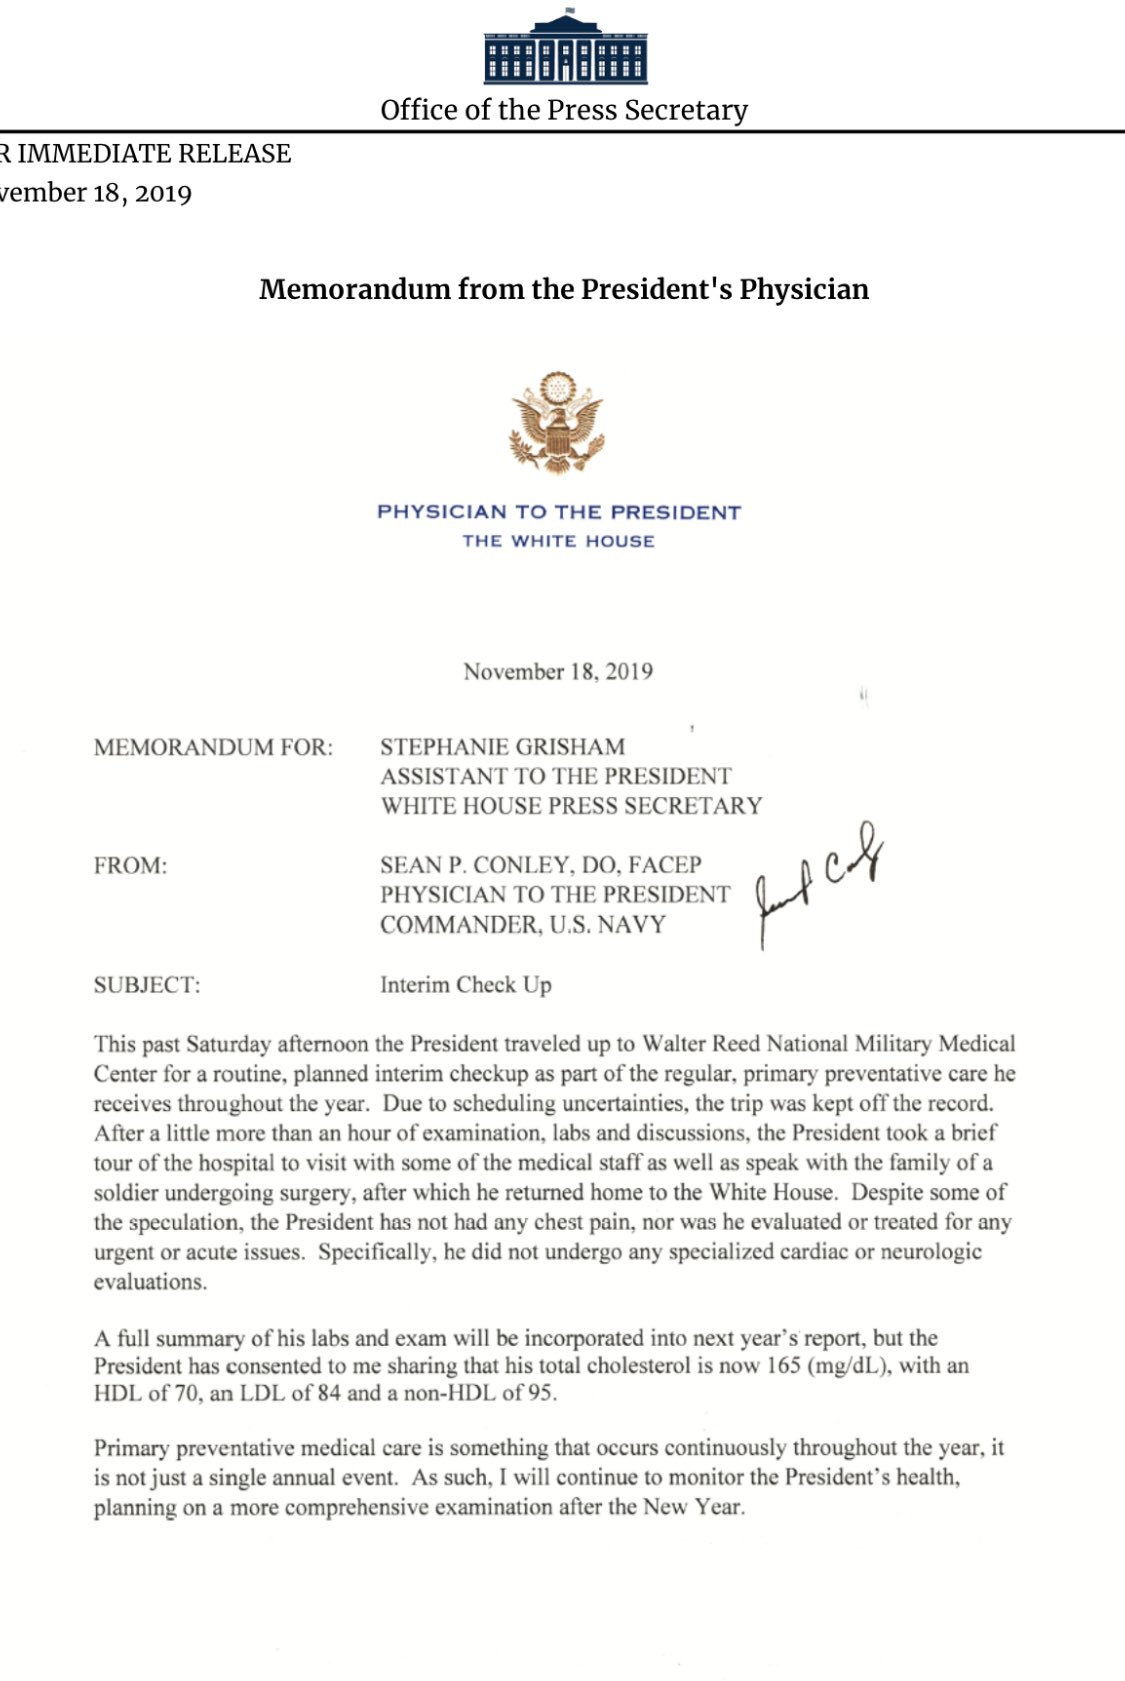 Office of the Press Secretary
R IMMEDIATE RELEASE
vember 18, 2019
Memorandum from the President's Physician
PHYSICIAN TO THE PRESIDENT
THE WHITE HOUSE
November 18, 2019
MEMORANDUM FOR: STEPHANIE GRISHAM
ASSISTANT TO THE PRESIDENT
WHITE HOUSE PRESS SECRETARY
FROM: SEAN P. CONLEY, DO, FACEP
PHYSICIAN TO THE PRESIDENT
COMMANDER, U.S. NAVY
SUBJECT: Interim Check Up
This past Saturday afternoon the President traveled up to Walter Reed National Military Medical
Center for a routine, planned interim checkup as part of the regular, primary preventative care he
receives throughout the year.  Due to scheduling uncertainties, the trip was kept off the record.
After a little more than an hour of examination, labs and discussions, the President took a brief
tour of the hospital to visit with some of the medical staff as well as speak with the family of a
soldier undergoing surgery, after which he returned home to the White House.  Despite some of
the speculation, the President has not had any chest pain, nor was he evaluated or treated for any
urgent or acute issues.  Specifically, he did not undergo any specialized cardiac or neurologic
evaluations.
A full summary of his labs and exam will be incorporated into next year's report, but the
President has consented to me sharing that his total cholesterol is now 165 (mg/dL), with an
HDL of 70, an LDL of 84 and a non-HDL of 95.
Primary preventative medical care is something that occurs continuously throughout the year, it
is not just a single annual event.  As such, I will continue to monitor the President's health,
planning on a more comprehensive examination after the New Year.